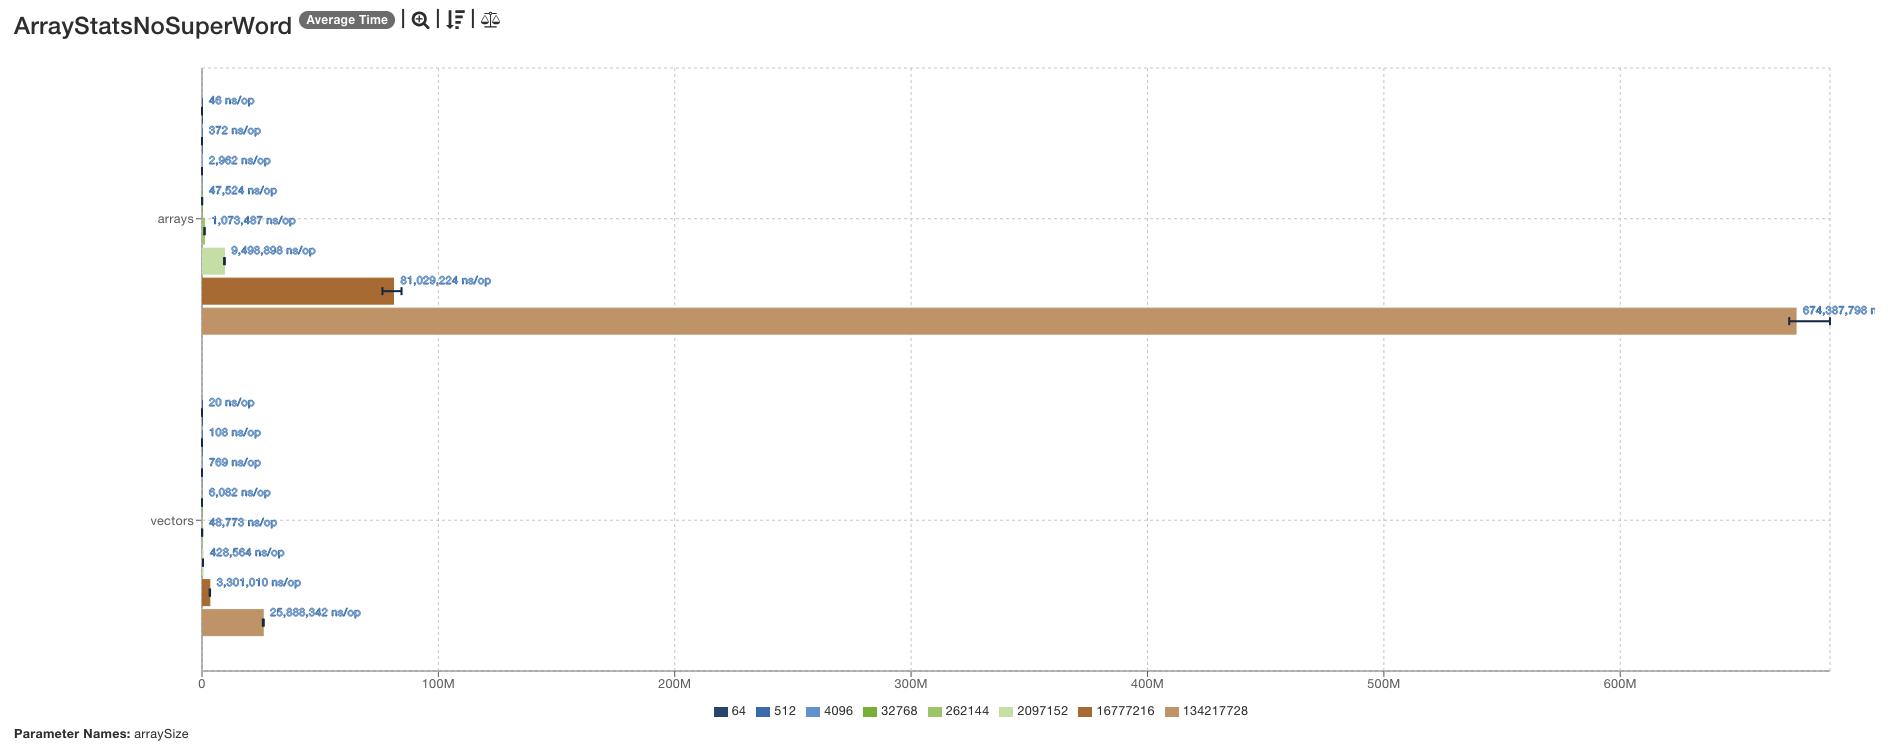 ArrayStatsNoSuperWord Average Time
46 ns/op
372 ns/op
2,962 ns/op
47,524 ns/op
arrays
1,073,487 ns/op
9,498,898 ns/op
81,029,224 ns/op
674,387,798 n
20 ns/op
108 ns/op
769 ns/op
6,082 ns/op
vectors
48,773 ns/op
428,564 ns/op
3,301,010 ns/op
25,888,342 ns/op
0 100M 200M 300M 400M 500M 600M
64 512 4096 32768 262144 2097152 16777216 134217728
Parameter Names: arraySize